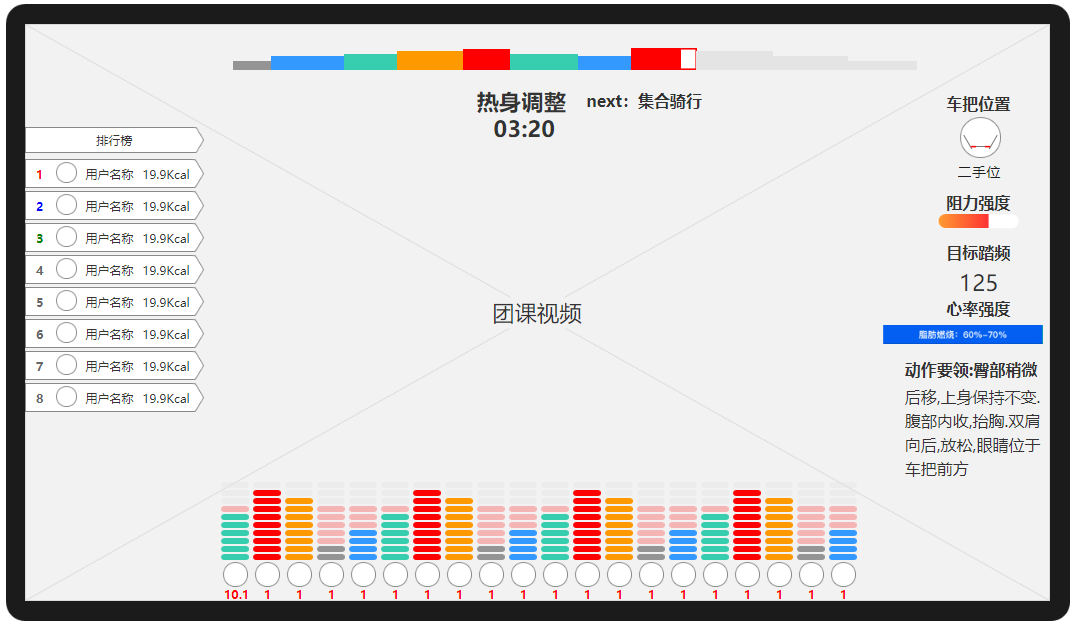 热身调整
next：集合骑行
03:20
排行榜
1 用户名称 19.9Kcal
2 用户名称 19.9Kcal
3 用户名称 19.9Kcal
4 用户名称 19.9Kcal
5 用户名称 19.9Kcal
6 用户名称 19.9Kcal
7 用户名称 19.9Kcal
8 用户名称 19.9Kcal
团课视频
车把位置
二手位
阻力强度
目标踏频
125
心率强度
脂肪燃烧：60%~70%
动作要领:臀部稍微
后移,上身保持不变.
腹部内收,抬胸.双肩
向后,放松,眼睛位于
车把前方
10.1 1 1 1 1 1 1 1 1 1 1 1 1 1 1 1 1 1 1 1